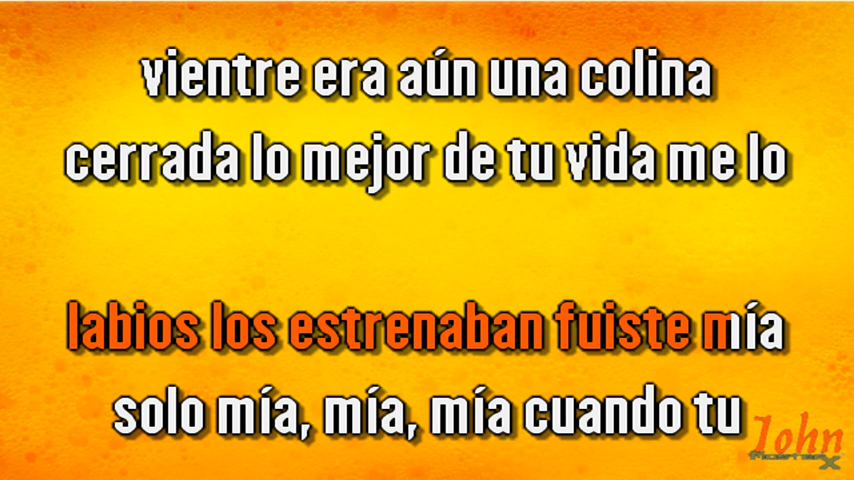 vientre era aún una colina
cerrada lo mejor de tu vida me lo
labios los estrenaban fuiste mía
solo mía, mía, mía cuando tu
John